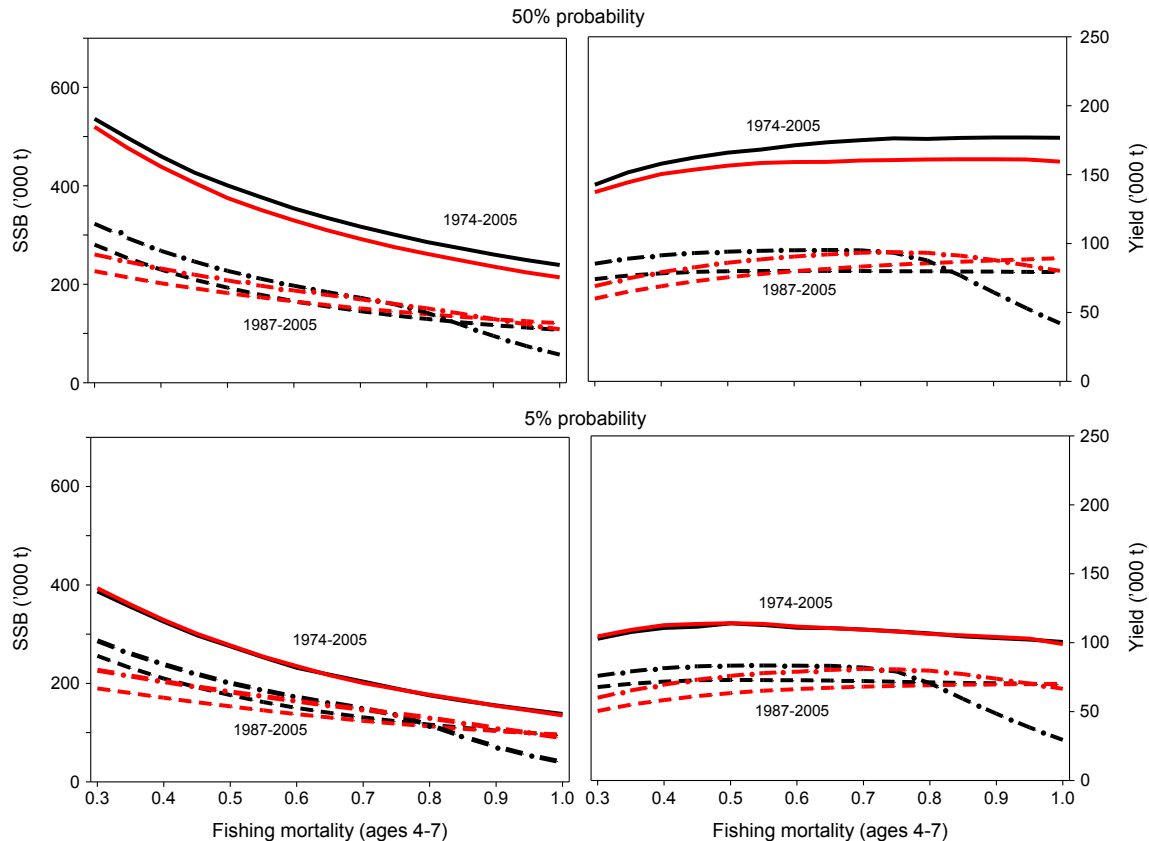 50% probability
600
400
200
0
SSB ('000 t)
1974-2005
1987-2005
250
200
150
100
50
0
Yield ('000 t)
1974-2005
1987-2005
5% probability
600
400
200
0
SSB ('000 t)
1974-2005
1987-2005
0.3 0.4 0.5 0.6 0.7 0.8 0.9 1.0
Fishing mortality (ages 4-7)
250
200
150
100
50
0
Yield ('000 t)
1974-2005
1987-2005
0.3 0.4 0.5 0.6 0.7 0.8 0.9 1.0
Fishing mortality (ages 4-7)